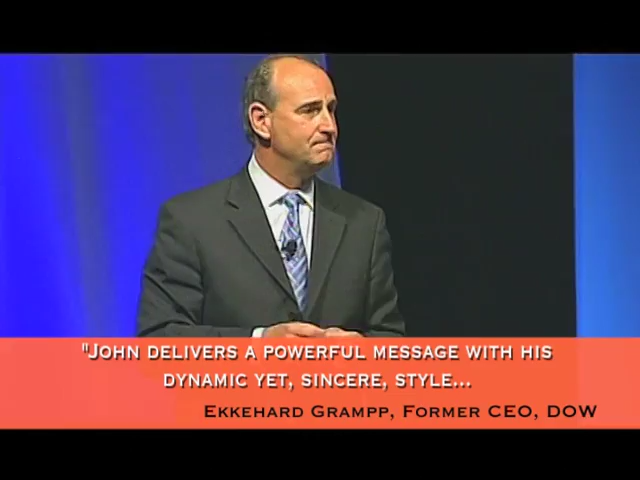 "John delivers a powerful message with his
dynamic yet, sincere, style...
Ekkehard Grampp, Former CEO, DOW